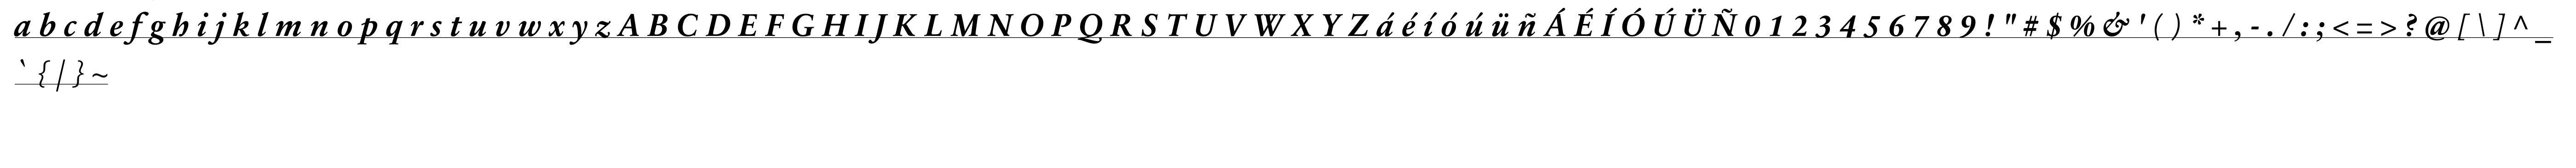 a b c d e f g h i j k l m n o p q r s t u v w x y z A B C D E F G H I J K L M N O P Q R S T U V W X Y Z á é í ó ú ü ñ Á É Í Ó Ú Ü Ñ 0 1 2 3 4 5 6 7 8 9 ! " # $ % & ' ( ) * + , - . / : ; < = > ? @ [ \ ] ^ _
` { | } ~